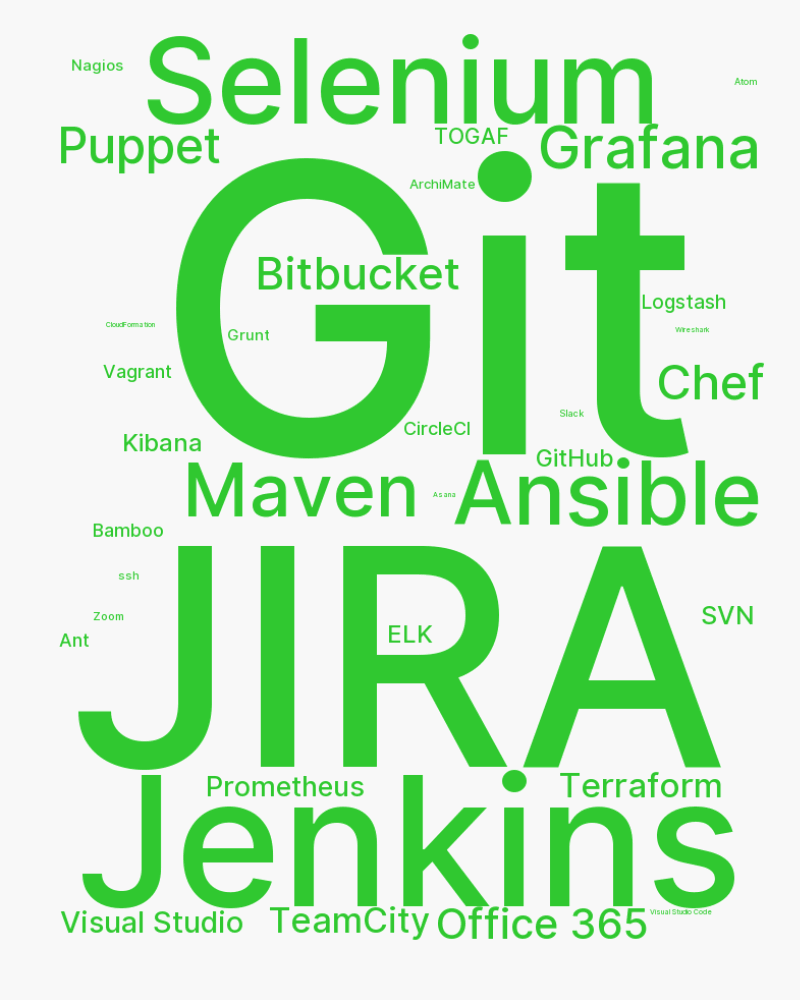 Selenium
Nagios
Atom
Puppet
TOGAF
Grafana
ArchiMate
Git
Bitbucket
Logstash
CloudFormation
Wireshark
Grunt
Vagrant
Chef
Slack
CircleCI
Kibana
GitHub
Maven
Asana
Ansible
Bamboo
JIRA
ssh
Zoom
SVN
ELK
Ant
Prometheus
Terraform
Jenkins
Visual Studio
TeamCity
Office 365
Visual Studio Code